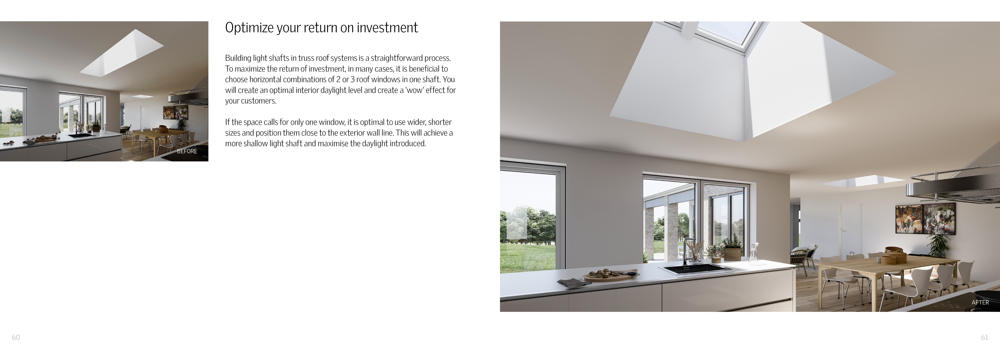 Optimize your return on investment
Building light shafts in truss roof systems is a straightforward process.
To maximize the return of investment, in many cases, it is beneficial to
choose horizontal combinations of 2 or 3 roof windows in one shaft. You
will create an optimal interior daylight level and create a 'wow' effect for
your customers.
If the space calls for only one window, it is optimal to use wider, shorter
sizes and position them close to the exterior wall line. This will achieve a
more shallow light shaft and maximise the daylight introduced.
BEFORE
AFTER
60
61